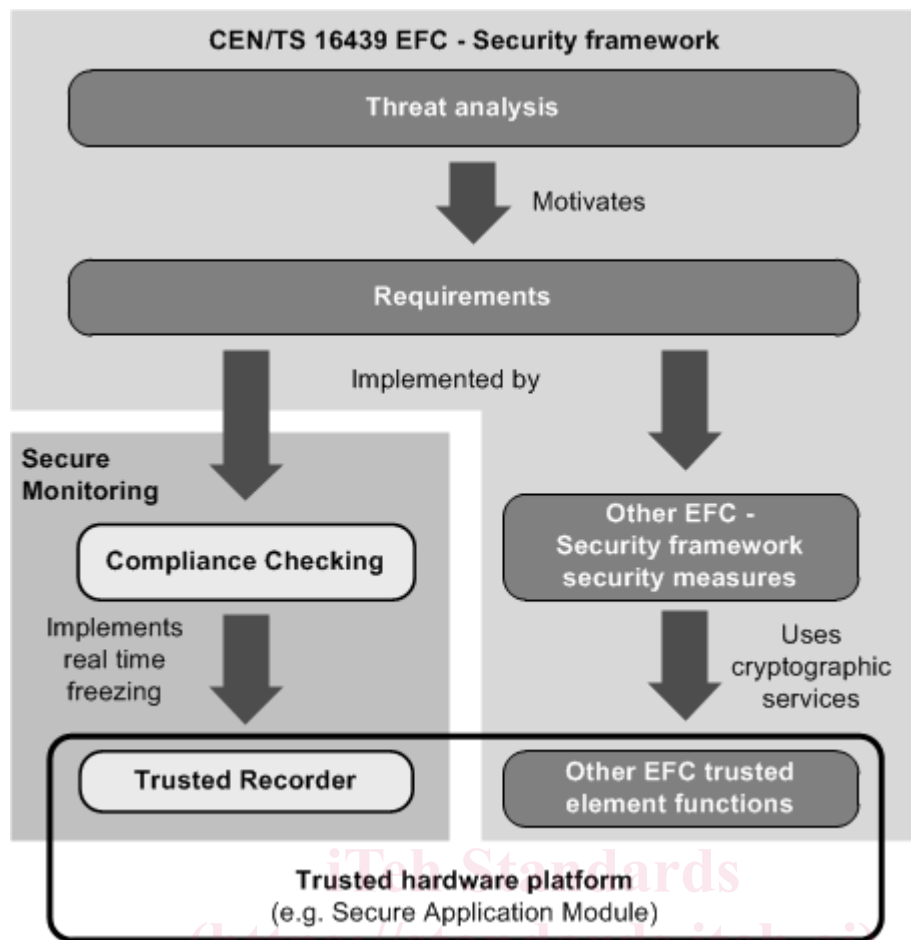 CEN/TS 16439 EFC - Security framework
Threat analysis
Motivates
Requirements
Implemented by
Secure
Monitoring
Compliance Checking
Other EFC -
Security framework
security measures
Implements
real time
freezing
Uses
cryptographic
services
Trusted Recorder
Other EFC trusted
element functions
iTeh Standards
Trusted hardware platform
(e.g. Secure Application Module)